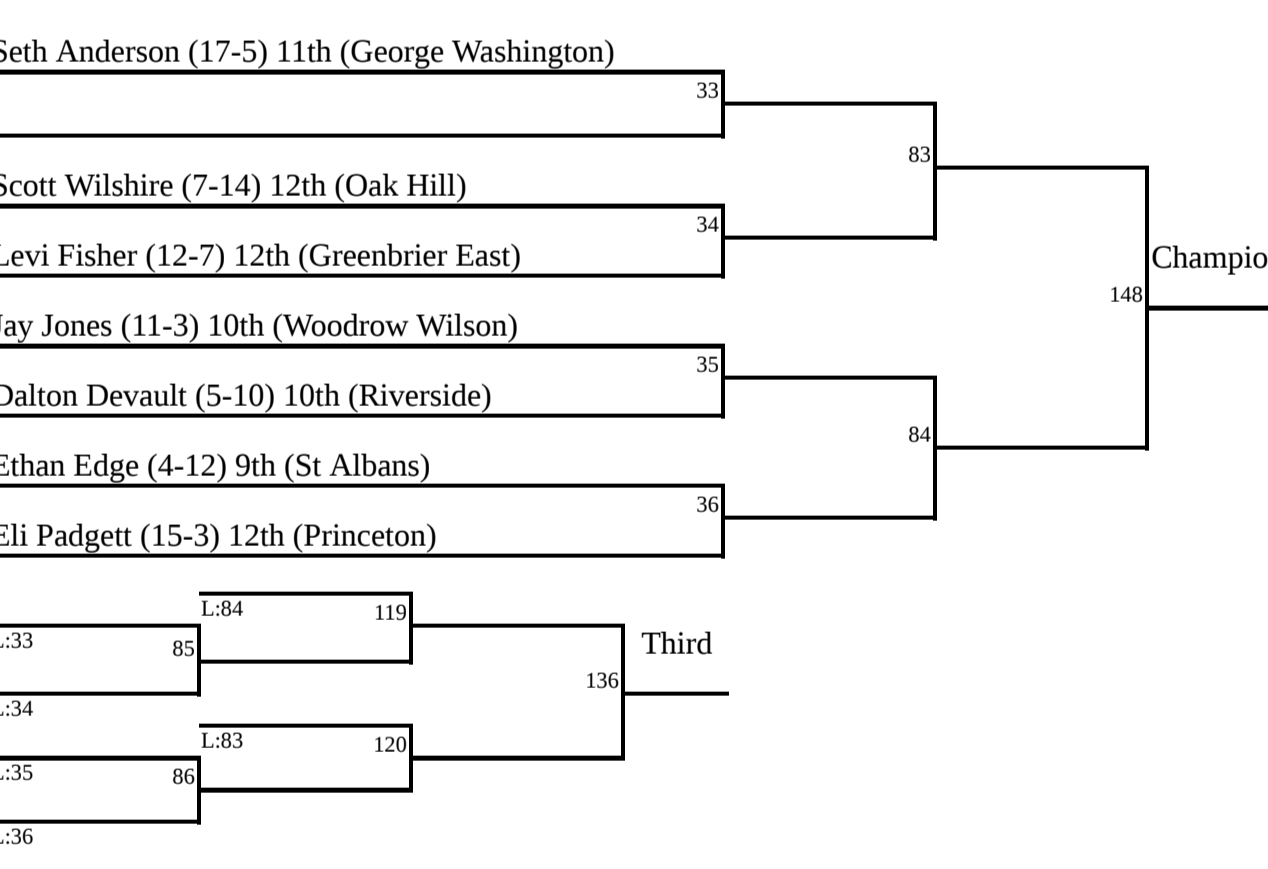 Seth Anderson (17-5) 11th (George Washington)
33
83
Scott Wilshire (7-14) 12th (Oak Hill)
34
Levi Fisher (12-7) 12th (Greenbrier East)
Champio
148
Jay Jones (11-3) 10th (Woodrow Wilson)
35
Dalton Devault (5-10) 10th (Riverside)
84
Ethan Edge (4-12) 9th (St Albans)
36
Eli Padgett (15-3) 12th (Princeton)
L:84
119
L:33
85
Third
136
L:34
L:83
120
L:35
86
L:36